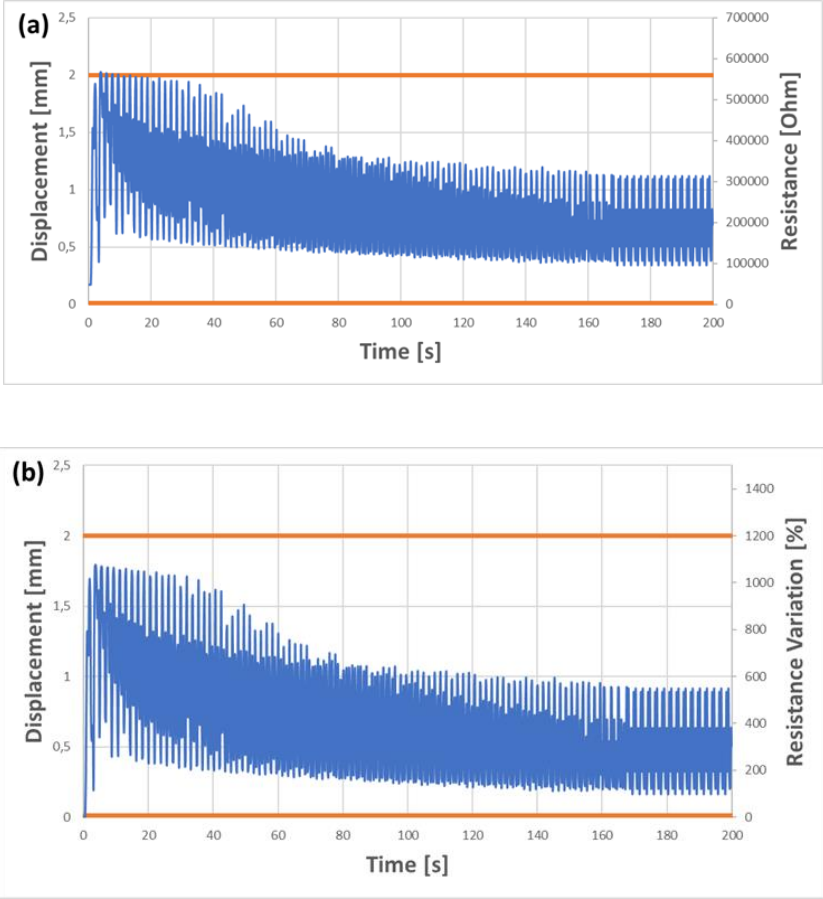 (a)
2,5
2
1,5
1
0,5
0
Displacement [mm]
700000
600000
500000
400000
300000
200000
100000
0
Resistance [Ohm]
0 20 40 60 80 100 120 140 160 180 200
Time [s]
(b)
2,5
2
1,5
1
0,5
0
Displacement [mm]
1400
1200
1000
800
600
400
200
0
Resistance Variation [%]
0 20 40 60 80 100 120 140 160 180 200
Time [s]